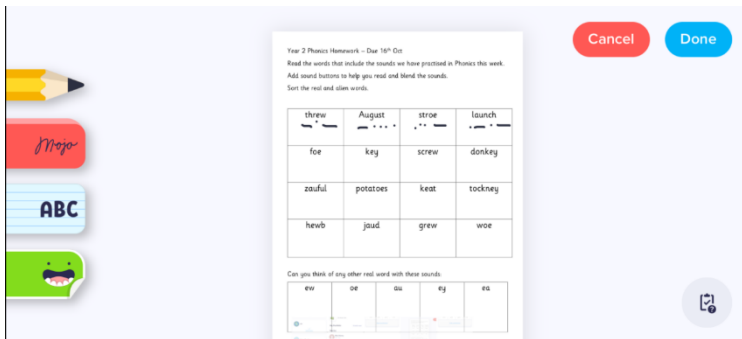 Cancel
Done
Mojo
ABC
Year 2 Phonics Homework – Due 16th Oct
Read the words that include the sounds we have practised in Phonics this week.
Add sound buttons to help you read and blend the sounds.
Sort the real and alien words.
threw August stroe launch
foe key screw donkey
zauful potatoes keat tockney
hewb jaud grew woe
Can you think of any other real word with these sounds
ew oe au ey ea